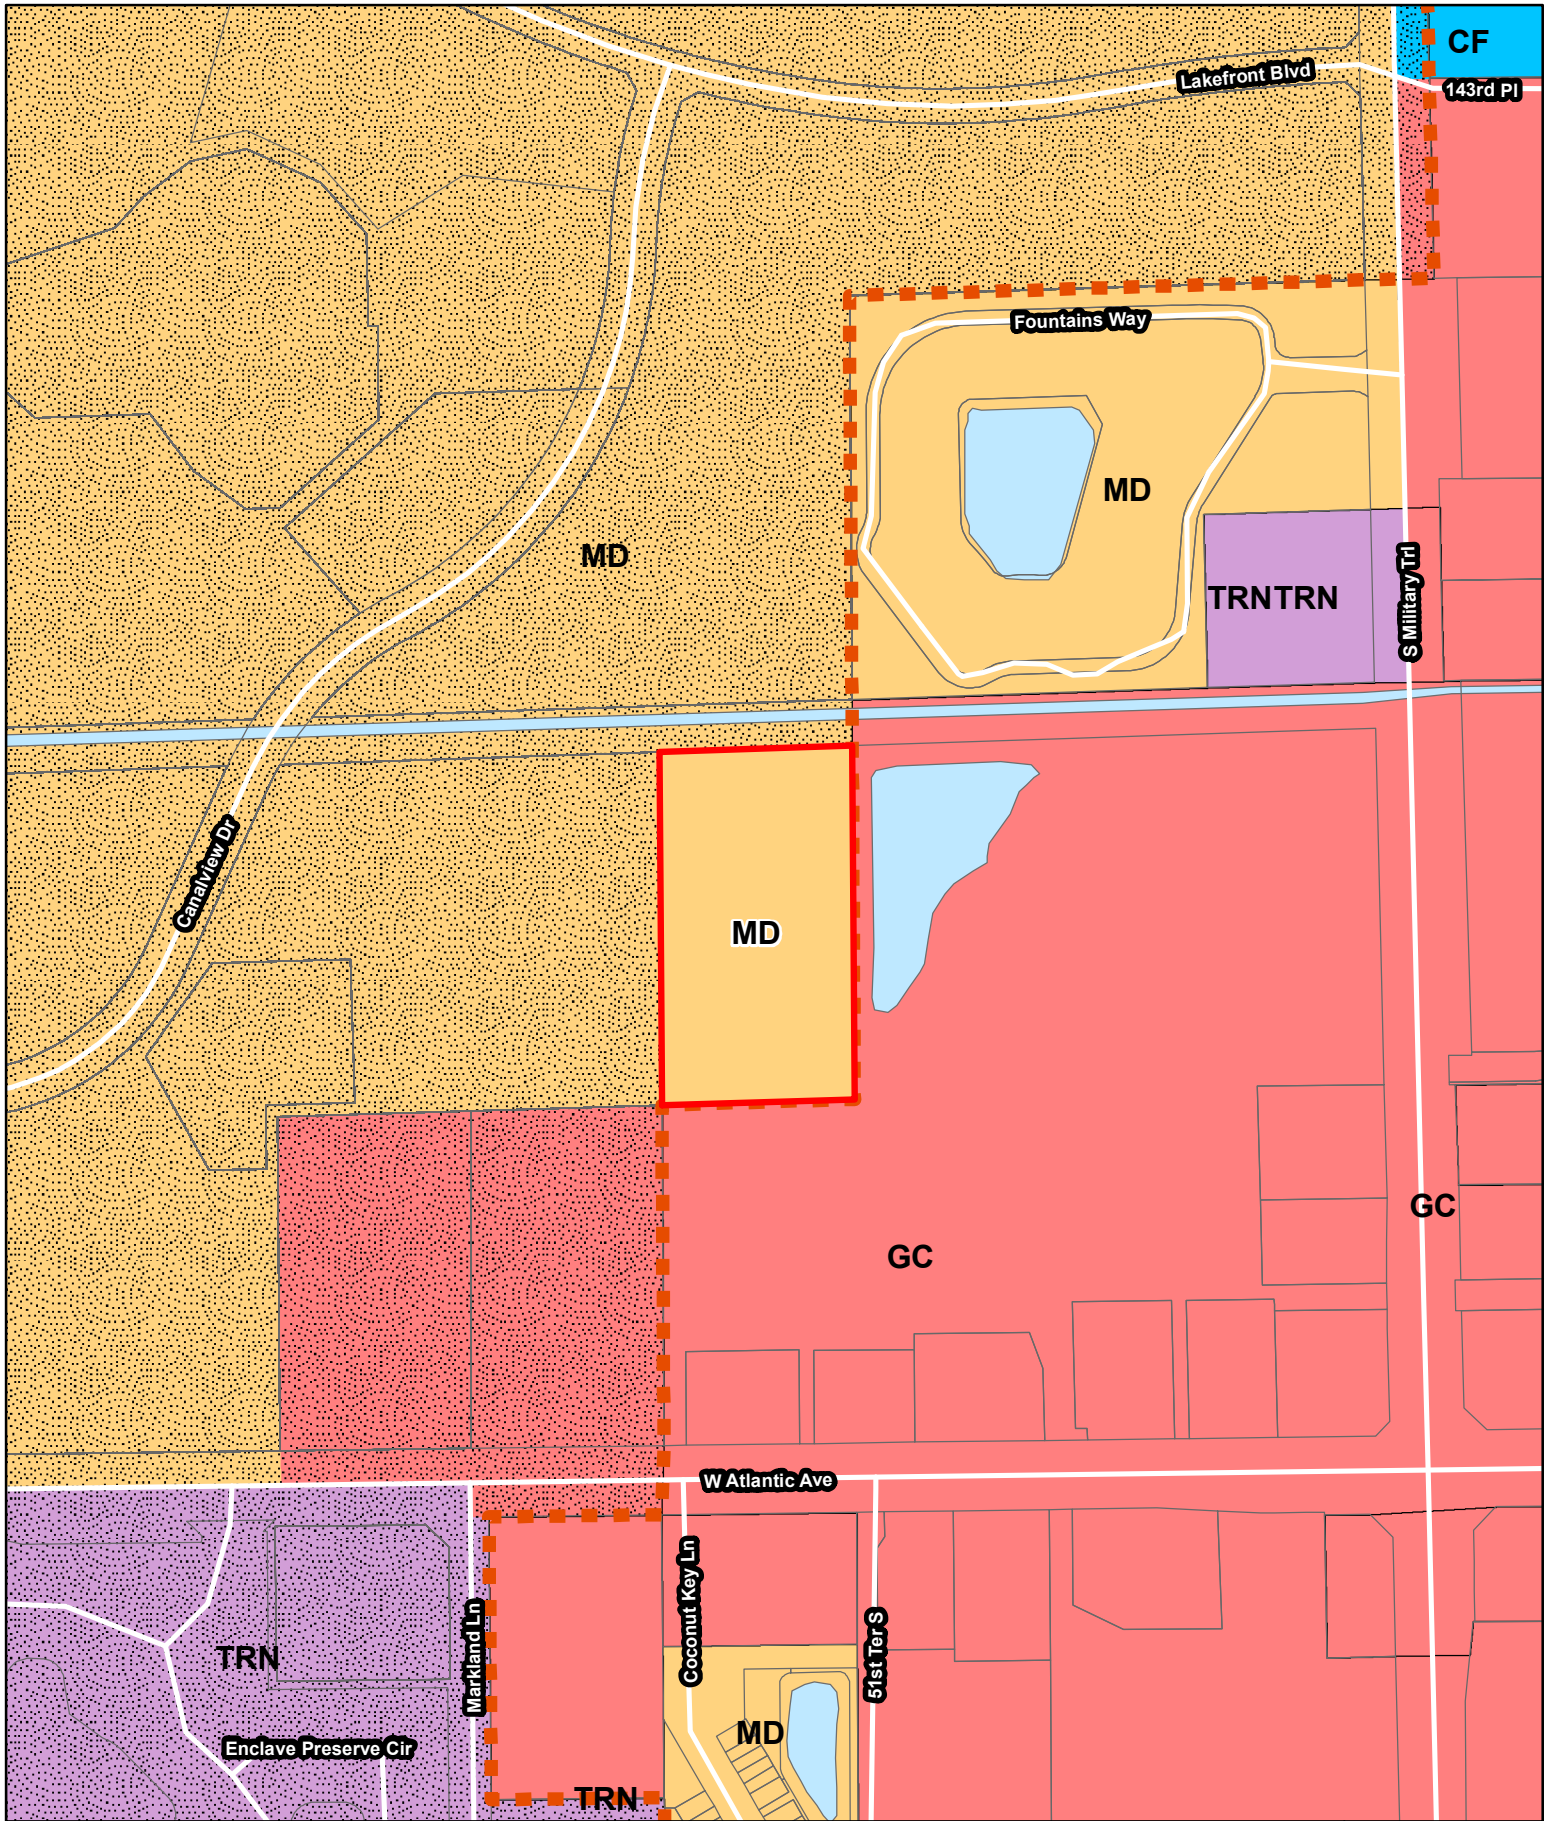 CF
Lakefront Blvd
143rd Pl
Fountains Way
MD
MD
TRNTRN
S Military Trl
Canalview Dr
MD
GC
GC
W Atlantic Ave
Coconut Key Ln
Markland Ln
51st Ter S
TRN
MD
Enclave Preserve Cir
TRN